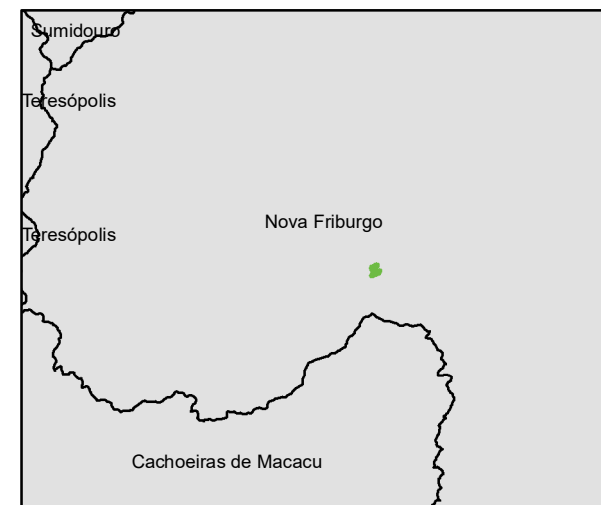 Sumidouro
Teresópolis
Nova Friburgo
Teresópolis
Cachoeiras de Macacu